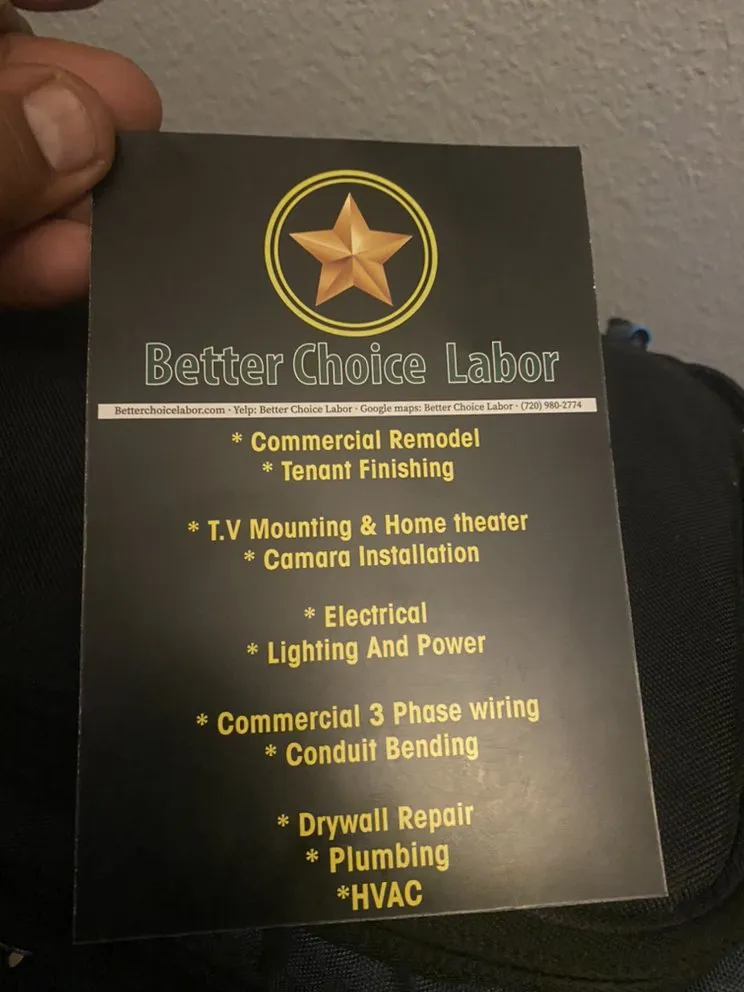 Better Choice Labor
Betterchoicelabor.com · Yelp: Better Choice Labor · Google maps: Better Choice Labor · (720) 980-2774
* Commercial Remodel
* Tenant Finishing
* T.V Mounting & Home theater
* Camara Installation
* Electrical
* Lighting And Power
* Commercial 3 Phase wiring
* Conduit Bending
* Drywall Repair
* Plumbing
*HVAC